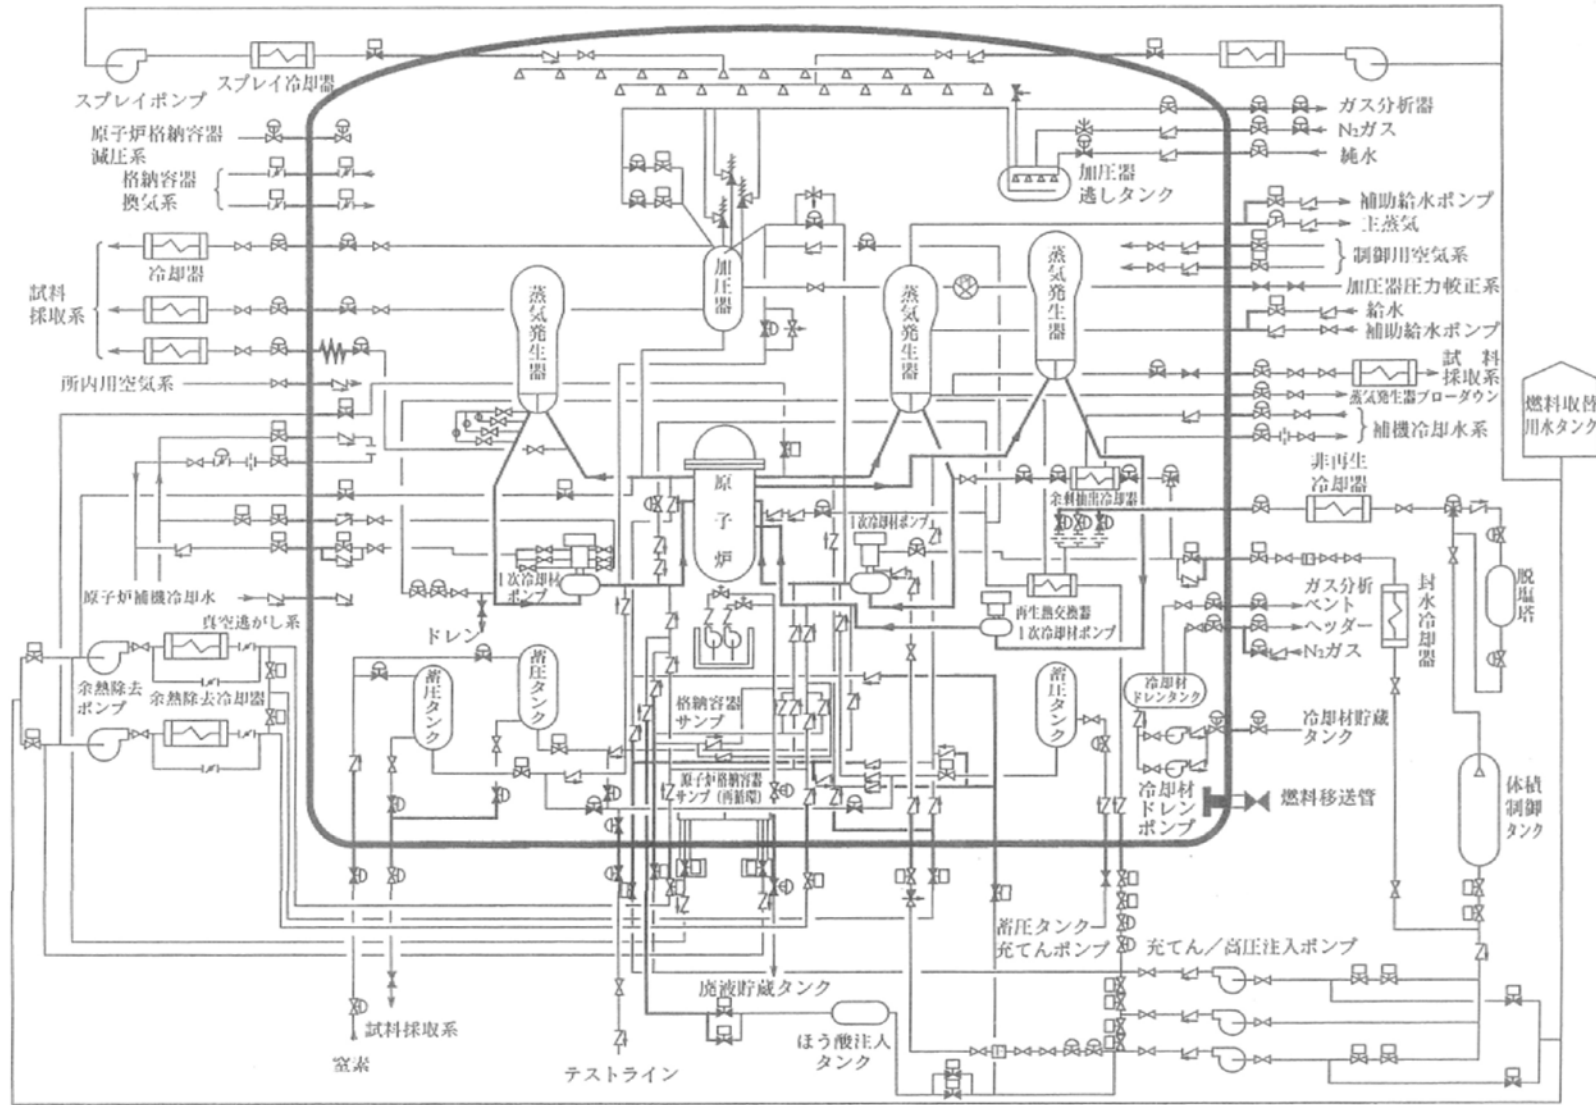 スプレイポンプ
スプレイ冷却器
原子炉格納容器
減圧系
格納容器
換気系
冷却器
試料
採取系
所内用空気系
原子炉補機冷却水
真空逃がし系
余熱除去
ポンプ
余熱除去冷却器
ガス分析器
N₂ガス
純水
加圧器
逃しタンク
補助給水ポンプ
主蒸気
制御用空気系
加圧器圧力較正系
給水
補助給水ポンプ
試料
採取系
蒸気発生器ブローダウン
補機冷却水系
燃料取替
用水タンク
非再生
冷却器
加圧器
蒸気発生器
蒸気発生器
蒸気発生器
原子炉
余剰抽出冷却器
1次冷却材ポンプ
1次冷却材
ポンプ
再生熱交換器
1次冷却材ポンプ
ドレン
ガス分析
ベント
ヘッダー
N₂ガス
封水冷却器
脱塩塔
蓄圧タンク
蓄圧タンク
蓄圧タンク
格納容器
サンプ
原子炉格納容器
サンプ(再循環)
冷却材
ドレンタンク
冷却材貯蔵
タンク
冷却材
ドレン
ポンプ
燃料移送管
体積
制御
タンク
蓄圧タンク
充てんポンプ
充てん/高圧注入ポンプ
廃液貯蔵タンク
ほう酸注入
タンク
試料採取系
窒素
テストライン